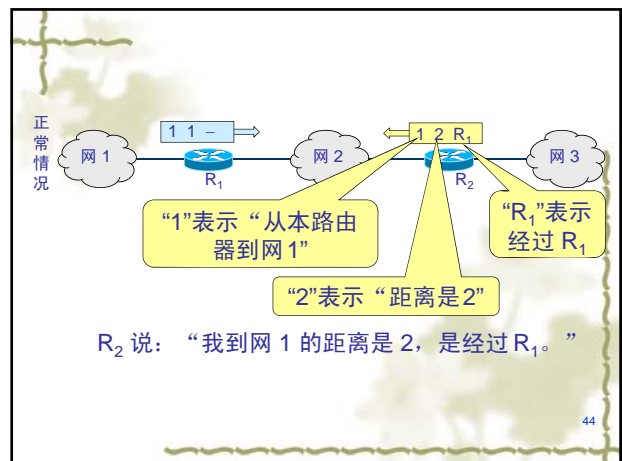 正常情况
1 1 –
1 2 R₁
网 1
网 2
网 3
R₁
R₂
“1”表示“从本路由
器到网1”
“R₁”表示
经过 R₁
“2”表示“距离是2”
R₂ 说：“我到网 1 的距离是 2，是经过 R₁。”
44